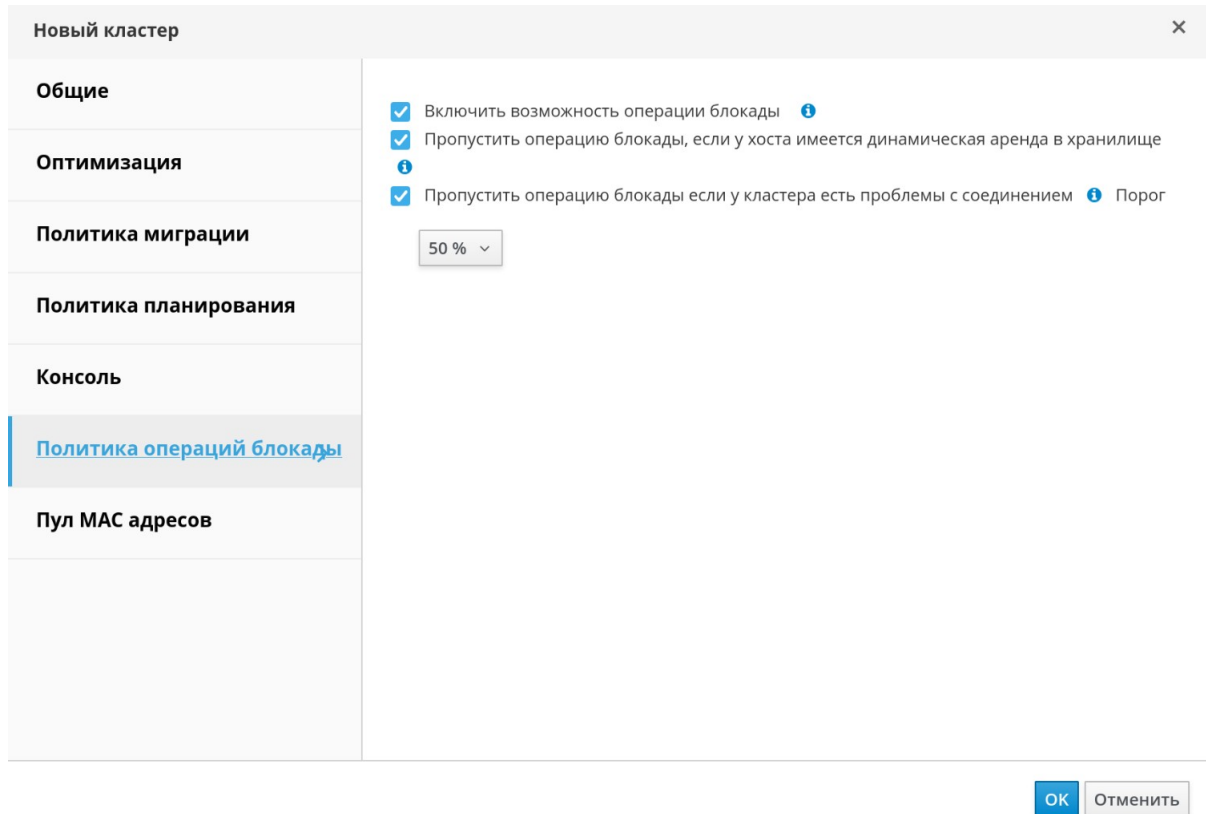 Новый кластер
Общие
Оптимизация
Политика миграции
Политика планирования
Консоль
Политика операций блокады
Пул MAC адресов
Включить возможность операции блокады
Пропустить операцию блокады, если у хоста имеется динамическая аренда в хранилище
Пропустить операцию блокады если у кластера есть проблемы с соединением Порог
50 %
OK Отменить